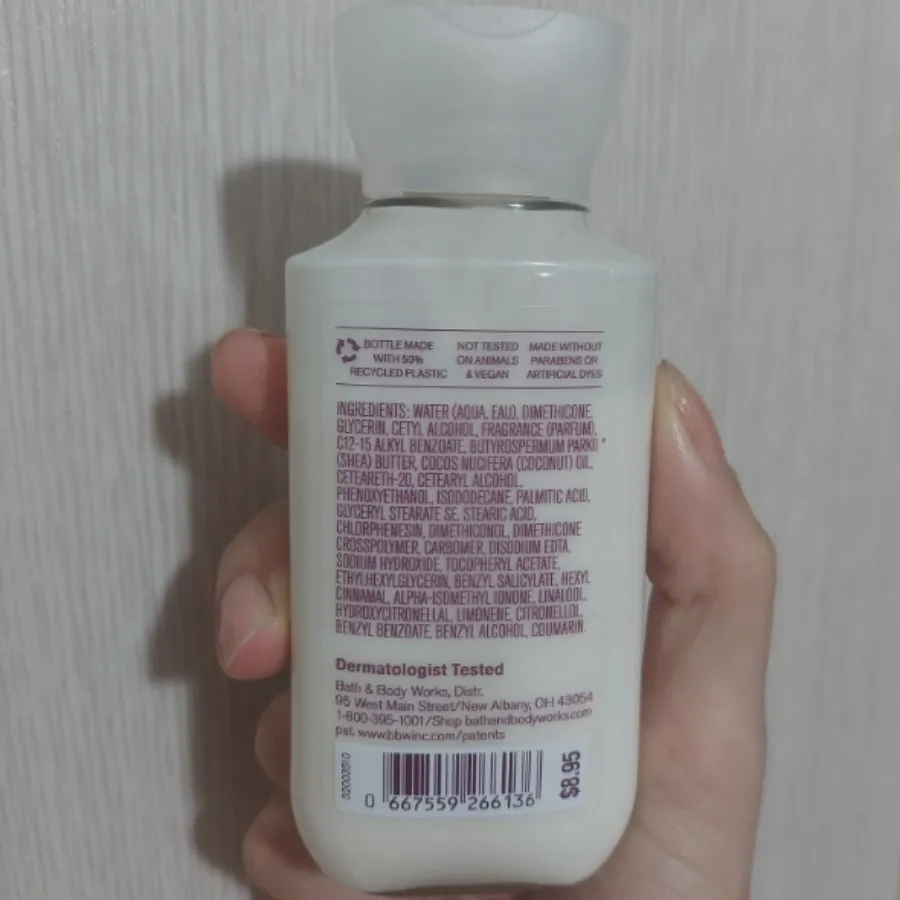 BOTTLE MADE
WITH 50%
RECYCLED PLASTIC
NOT TESTED
ON ANIMALS
& VEGAN
MADE WITHOUT
PARABENS OR
ARTIFICIAL DYES
INGREDIENTS: WATER (AQUA, EAU), DIMETHICONE,
GLYCERIN, CETYL ALCOHOL, FRAGRANCE (PARFUM),
C12-15 ALKYL BENZOATE, BUTYROSPERMUM PARKII
(SHEA) BUTTER, COCOS NUCIFERA (COCONUT) OIL,
CETEARETH-20, CETEARYL ALCOHOL,
PHENOXYETHANOL, ISODODECANE, PALMITIC ACID,
GLYCERYL STEARATE SE, STEARIC ACID,
CHLORPHENESIN, DIMETHICONOL, DIMETHICONE
CROSSPOLYMER, CARBOMER, DISODIUM EDTA,
SODIUM HYDROXIDE, TOCOPHERYL ACETATE,
ETHYLHEXYLGLYCERIN, BENZYL SALICYLATE, HEXYL
CINNAMAL, ALPHA-ISOMETHYL IONONE, LINALOOL,
HYDROXYCITRONELLAL, LIMONENE, CITRONELLOL,
BENZYL BENZOATE, BENZYL ALCOHOL, COUMARIN.
Dermatologist Tested
Bath & Body Works, Distr.
95 West Main Street/New Albany, OH 43054
1-800-395-1001/Shop bathandbodyworks.com
pat. www.bbwinc.com/patents
0 667559 266136
$8.95